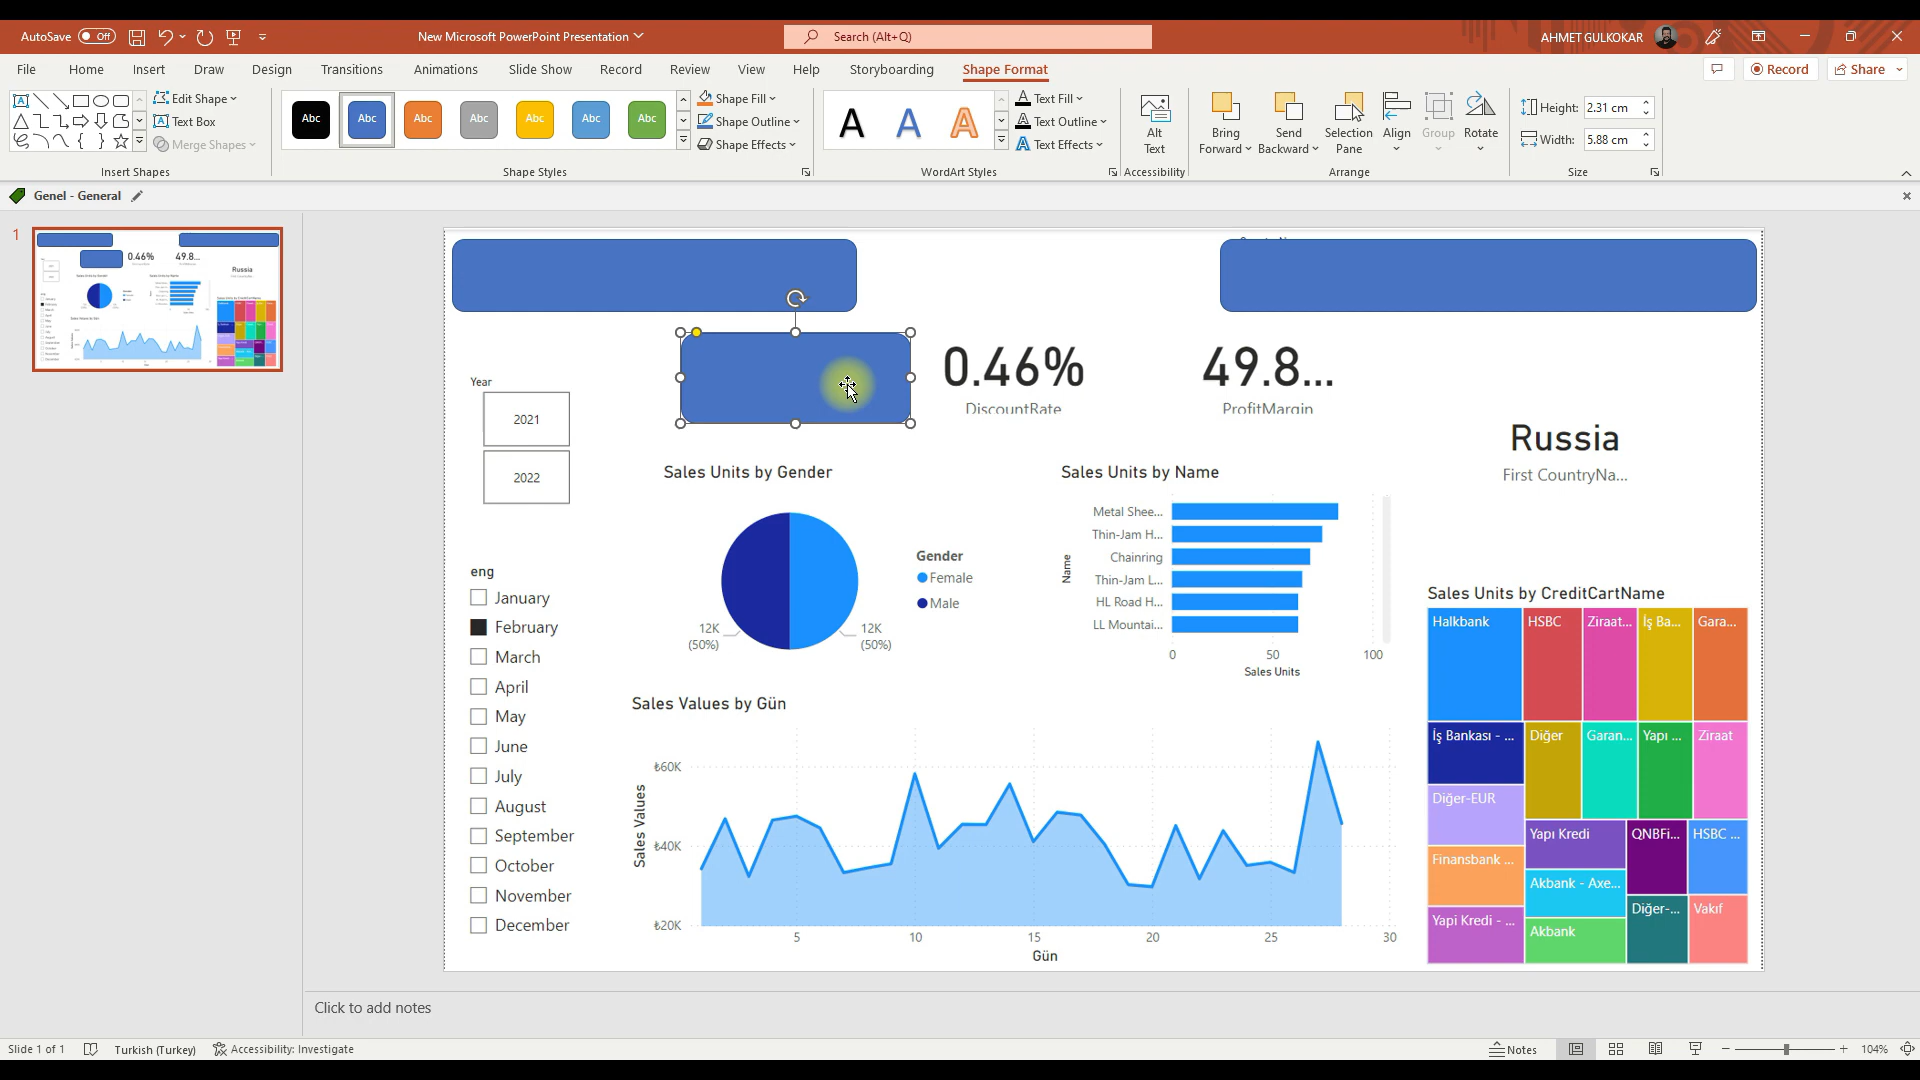 AutoSave Off
New Microsoft PowerPoint Presentation
Search (Alt+Q)
AHMET GULKOKAR
File Home Insert Draw Design Transitions Animations Slide Show Record Review View Help Storyboarding Shape Format
Record Share
Edit Shape
Text Box
Merge Shapes
Insert Shapes
Abc Abc Abc Abc Abc Abc Abc
Shape Fill
Shape Outline
Shape Effects
Shape Styles
A A A
Text Fill
Text Outline
Text Effects
WordArt Styles
Alt Text
Accessibility
Bring Forward
Send Backward
Selection Pane
Align
Group
Rotate
Arrange
Height: 2.31 cm
Width: 5.88 cm
Size
Genel - General
1
Year
2021
2022
0.46%
DiscountRate
49.8...
ProfitMargin
Russia
First CountryNa...
eng
January
February
March
April
May
June
July
August
September
October
November
December
Sales Units by Gender
12K
(50%)
12K
(50%)
Gender
Female
Male
Sales Units by Name
Name
Metal Shee...
Thin-Jam H...
Chainring
Thin-Jam L...
HL Road H...
LL Mountai...
0 50 100
Sales Units
Sales Values by Gün
Sales Values
₺60K
₺40K
₺20K
5 10 15 20 25 30
Gün
Sales Units by CreditCartName
Halkbank
HSBC
Ziraat...
İş Ba...
Gara...
İş Bankası - ...
Diğer
Garan...
Yapı ...
Ziraat
Diğer-EUR
Yapı Kredi
QNBFi...
HSBC ...
Finansbank ...
Akbank - Axe...
Diğer-...
Vakıf
Yapi Kredi - ...
Akbank
Click to add notes
Slide 1 of 1
Turkish (Turkey)
Accessibility: Investigate
Notes
104%